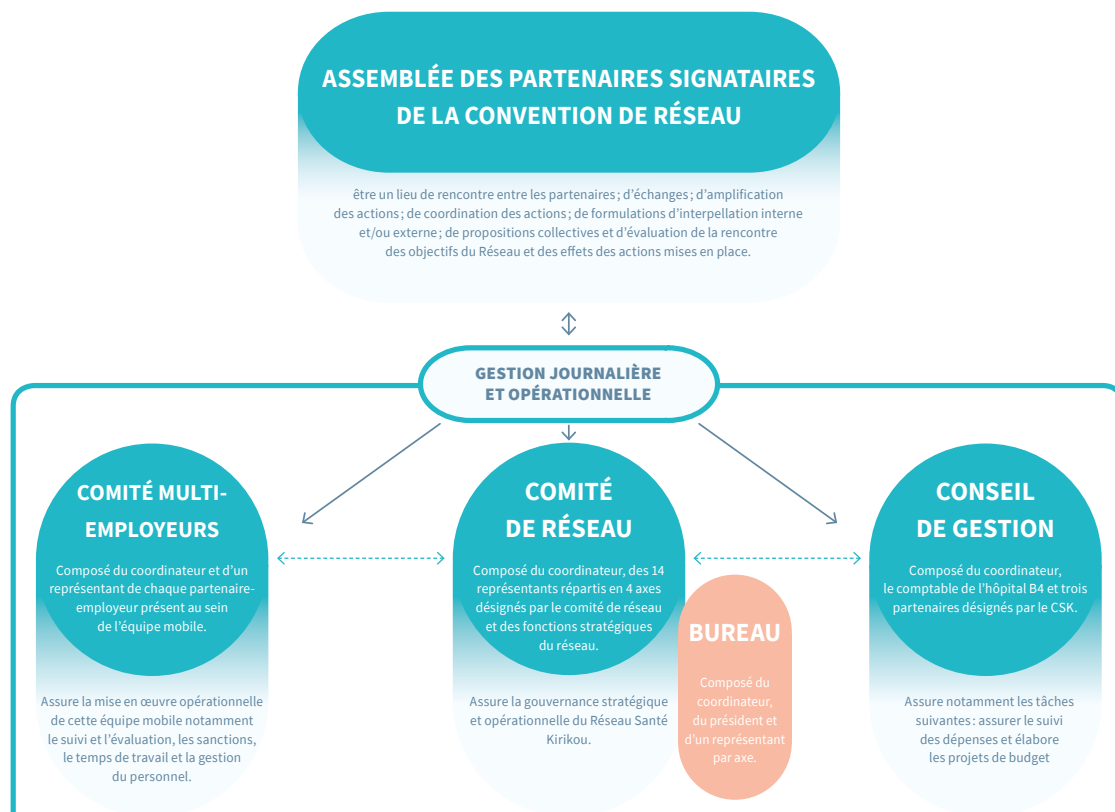 ASSEMBLÉE DES PARTENAIRES SIGNATAIRES
DE LA CONVENTION DE RÉSEAU
être un lieu de rencontre entre les partenaires ; d’échanges ; d’amplification
des actions ; de coordination des actions ; de formulations d’interpellation interne
et/ou externe ; de propositions collectives et d’évaluation de la rencontre
des objectifs du Réseau et des effets des actions mises en place.
GESTION JOURNALIÈRE
ET OPÉRATIONNELLE
COMITÉ MULTI-
EMPLOYEURS
Composé du coordinateur et d’un
représentant de chaque partenaire-
employeur présent au sein
de l’équipe mobile.
Assure la mise en œuvre opérationnelle
de cette équipe mobile notamment
le suivi et l’évaluation, les sanctions,
le temps de travail et la gestion
du personnel.
COMITÉ
DE RÉSEAU
Composé du coordinateur, des 14
représentants répartis en 4 axes
désignés par le comité de réseau
et des fonctions stratégiques
du réseau.
Assure la gouvernance stratégique
et opérationnelle du Réseau Santé
Kirikou.
BUREAU
Composé du
coordinateur,
du président et
d’un représentant
par axe.
CONSEIL
DE GESTION
Composé du coordinateur,
le comptable de l’hôpital B4 et trois
partenaires désignés par le CSK.
Assure notamment les tâches
suivantes : assurer le suivi
des dépenses et élabore
les projets de budget